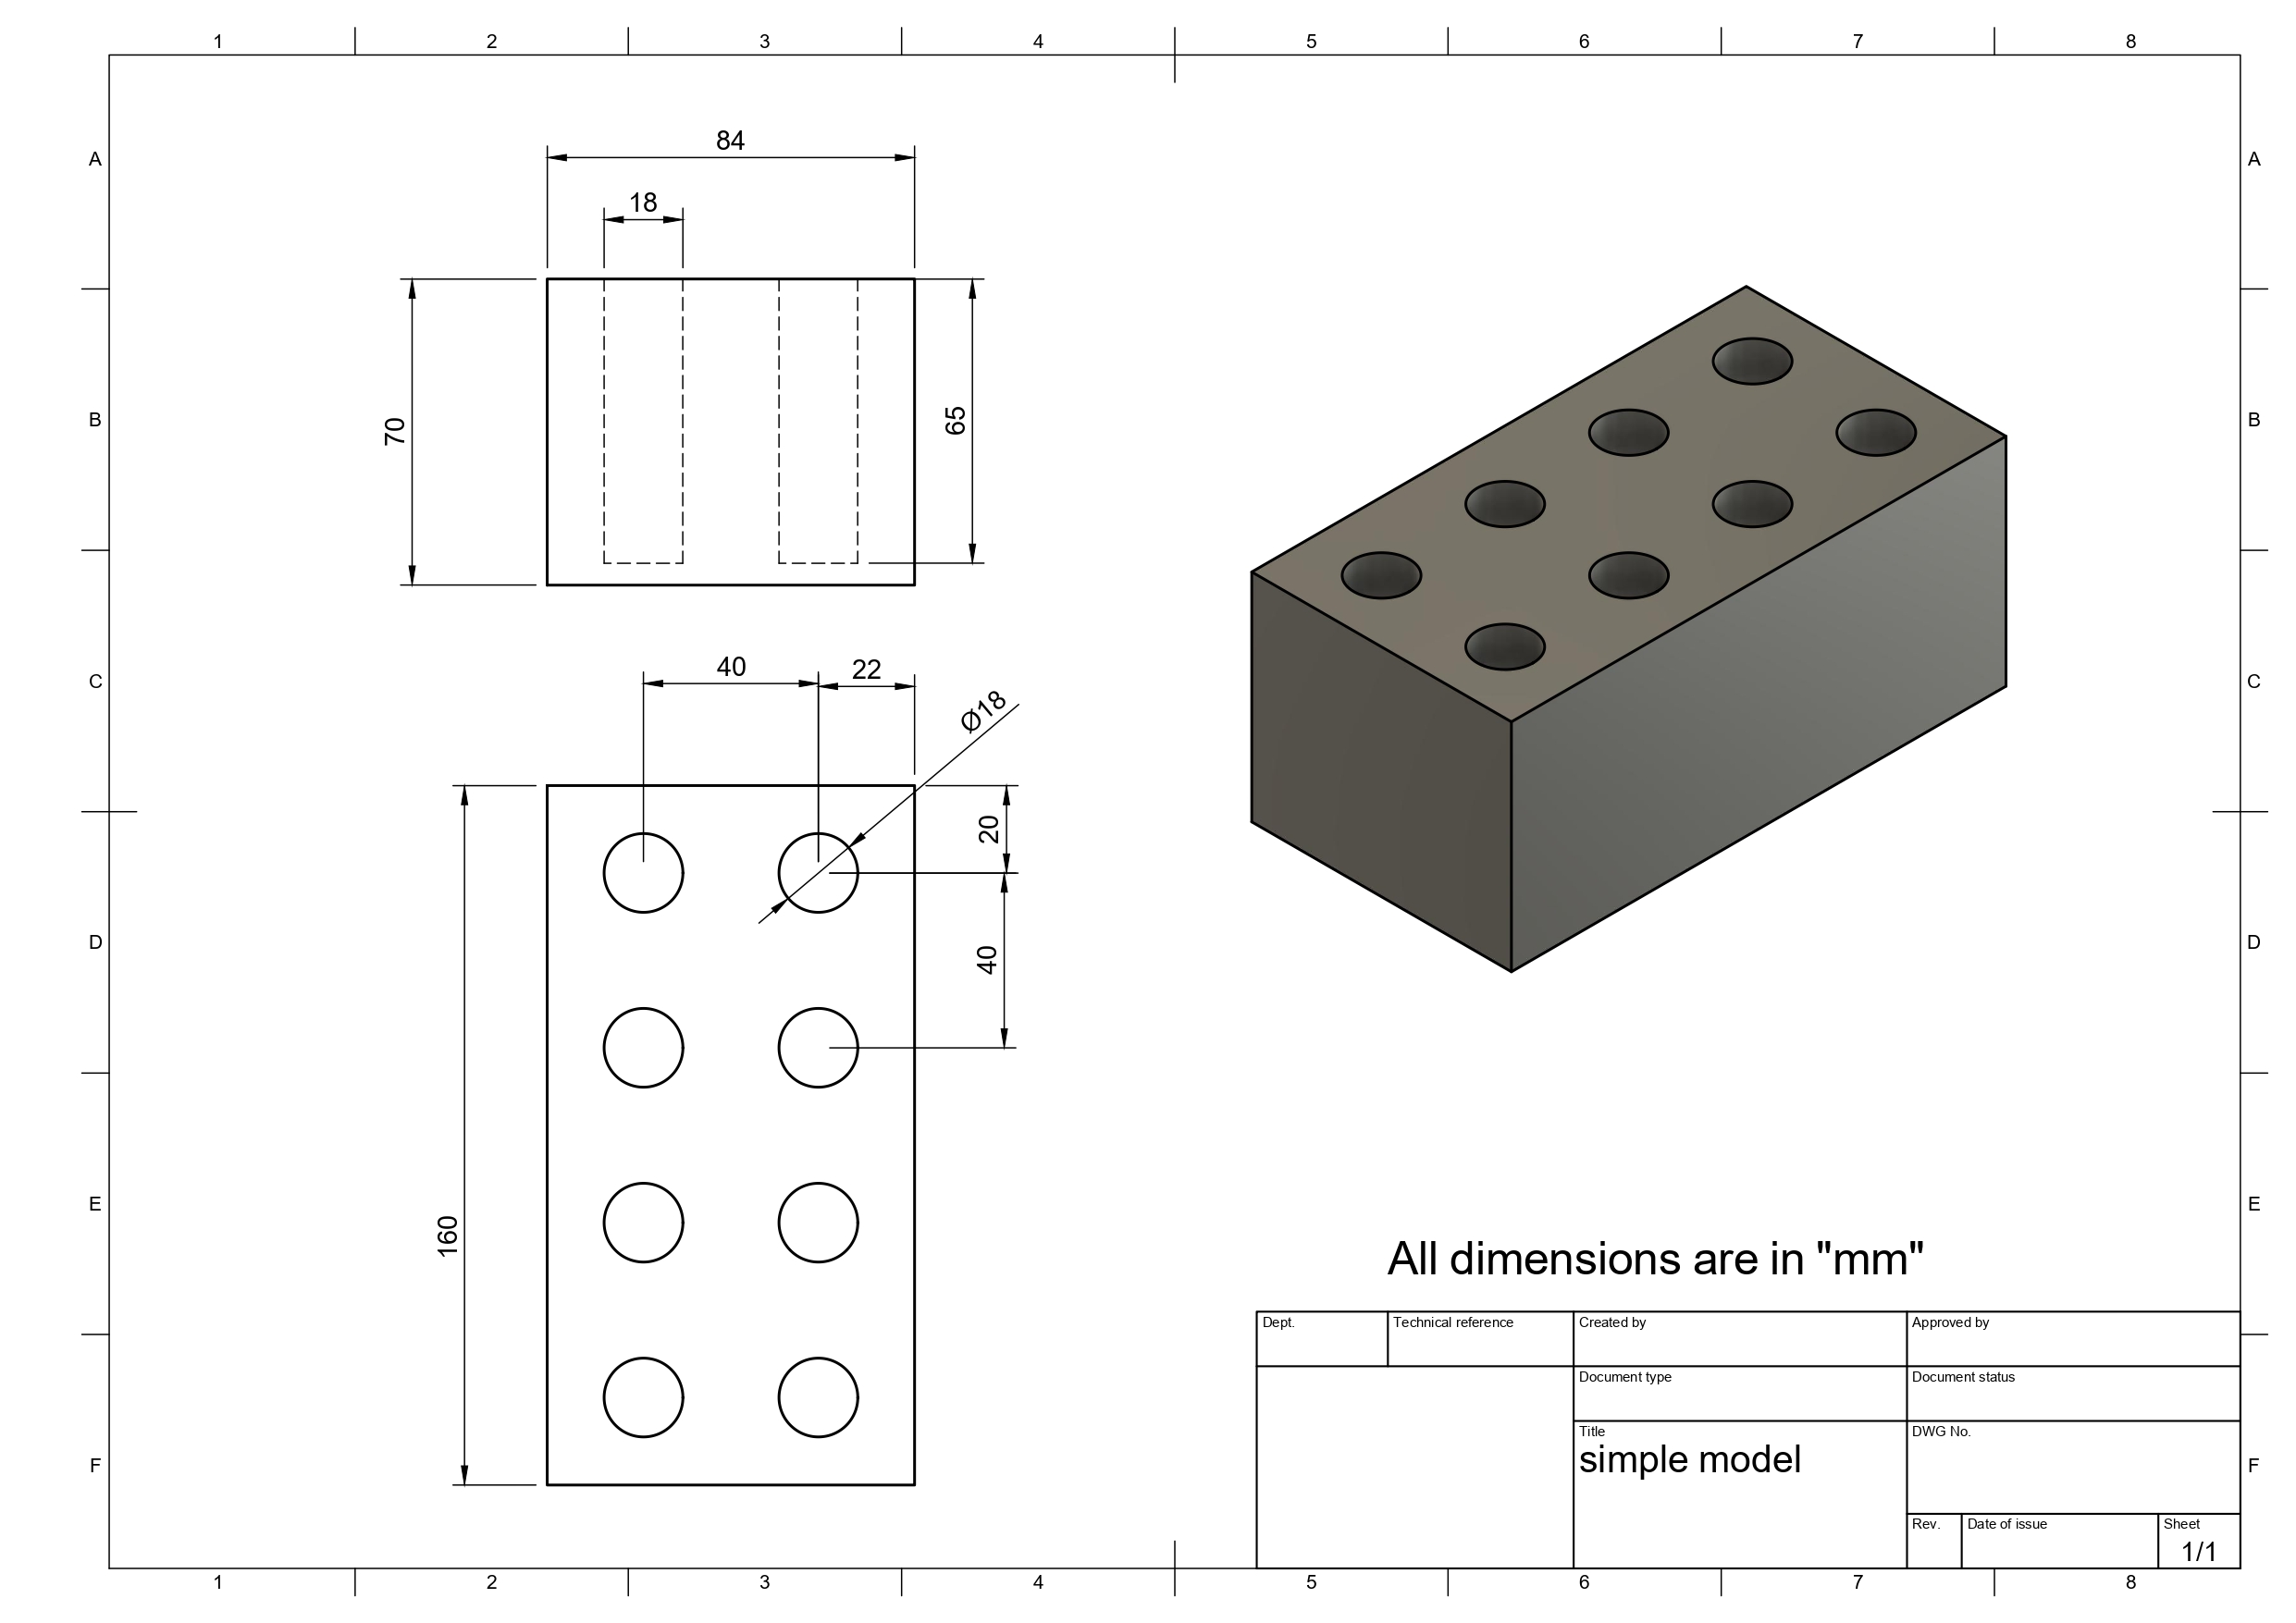 1 2 3 4 5 6 7 8
A A
84
18
B B
70
65
C C
40 22
Ø18
20
D D
40
E E
160
All dimensions are in "mm"
Dept. Technical reference Created by Approved by
Document type Document status
Title DWG No.
simple model
F F
Rev. Date of issue Sheet
1/1
1 2 3 4 5 6 7 8